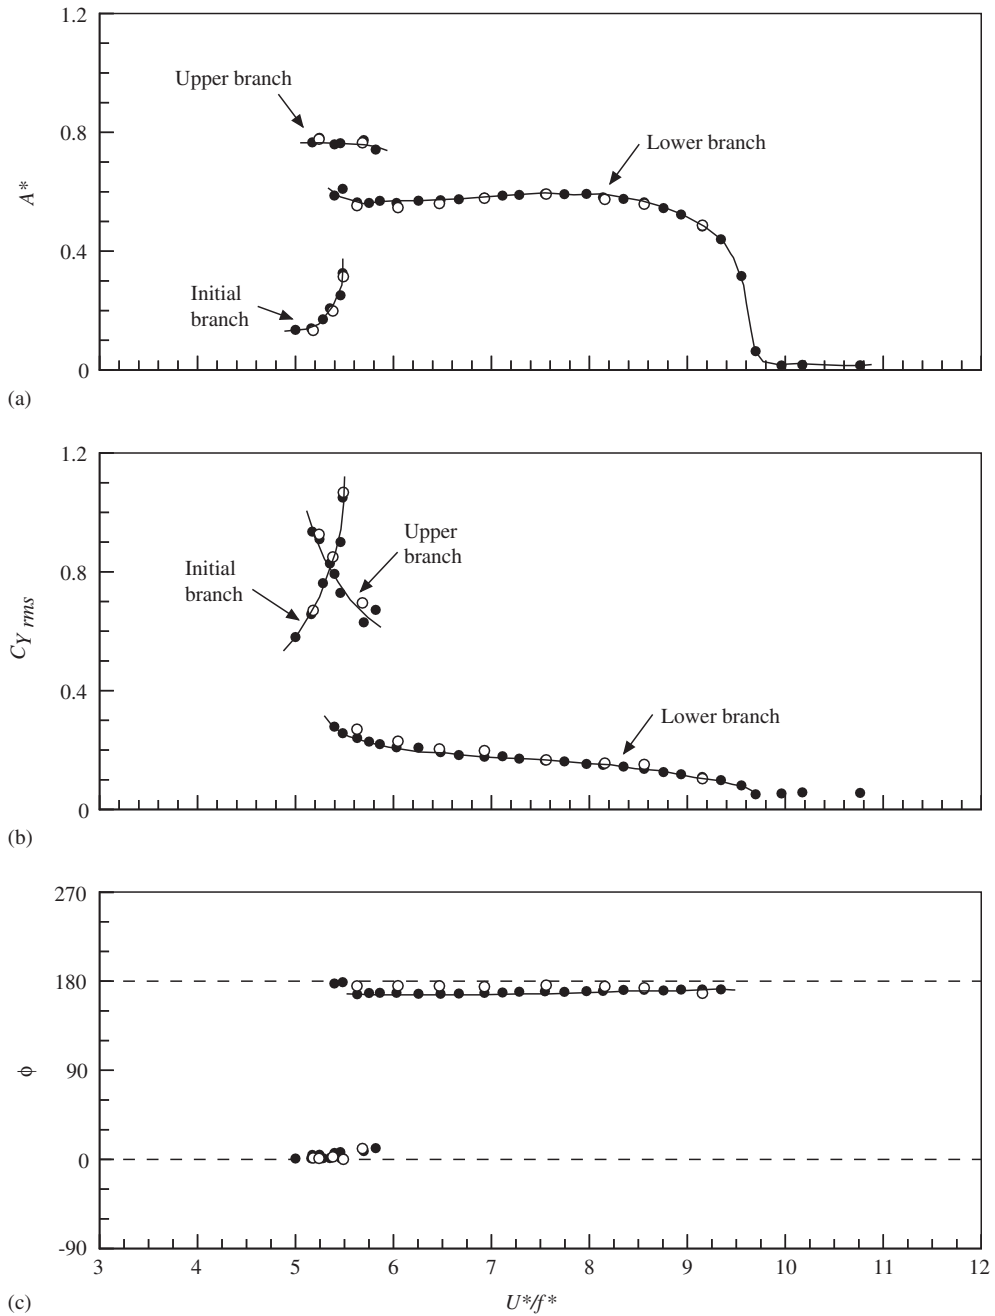 1.2
Upper branch
0.8
Lower branch
A*
0.4
Initial
branch
0
(a)
1.2
Upper
branch
0.8
Initial
branch
C_Y rms
0.4
Lower branch
0
(b)
270
180
90
ϕ
0
-90
3 4 5 6 7 8 9 10 11 12
(c)
U*/f*